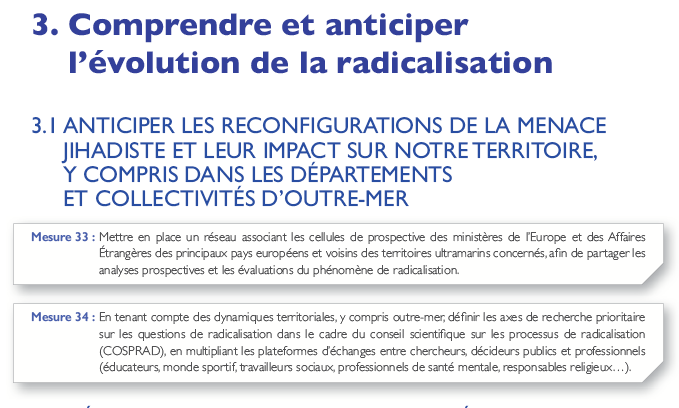 3. Comprendre et anticiper
l'évolution de la radicalisation
3.1 ANTICIPER LES RECONFIGURATIONS DE LA MENACE
JIHADISTE ET LEUR IMPACT SUR NOTRE TERRITOIRE,
Y COMPRIS DANS LES DÉPARTEMENTS
ET COLLECTIVITÉS D'OUTRE-MER
Mesure 33 : Mettre en place un réseau associant les cellules de prospective des ministères de l'Europe et des Affaires
Étrangères des principaux pays européens et voisins des territoires ultramarins concernés, afin de partager les
analyses prospectives et les évaluations du phénomène de radicalisation.
Mesure 34 : En tenant compte des dynamiques territoriales, y compris outre-mer, définir les axes de recherche prioritaire
sur les questions de radicalisation dans le cadre du conseil scientifique sur les processus de radicalisation
(COSPRAD), en multipliant les plateformes d'échanges entre chercheurs, décideurs publics et professionnels
(éducateurs, monde sportif, travailleurs sociaux, professionnels de santé mentale, responsables religieux…).